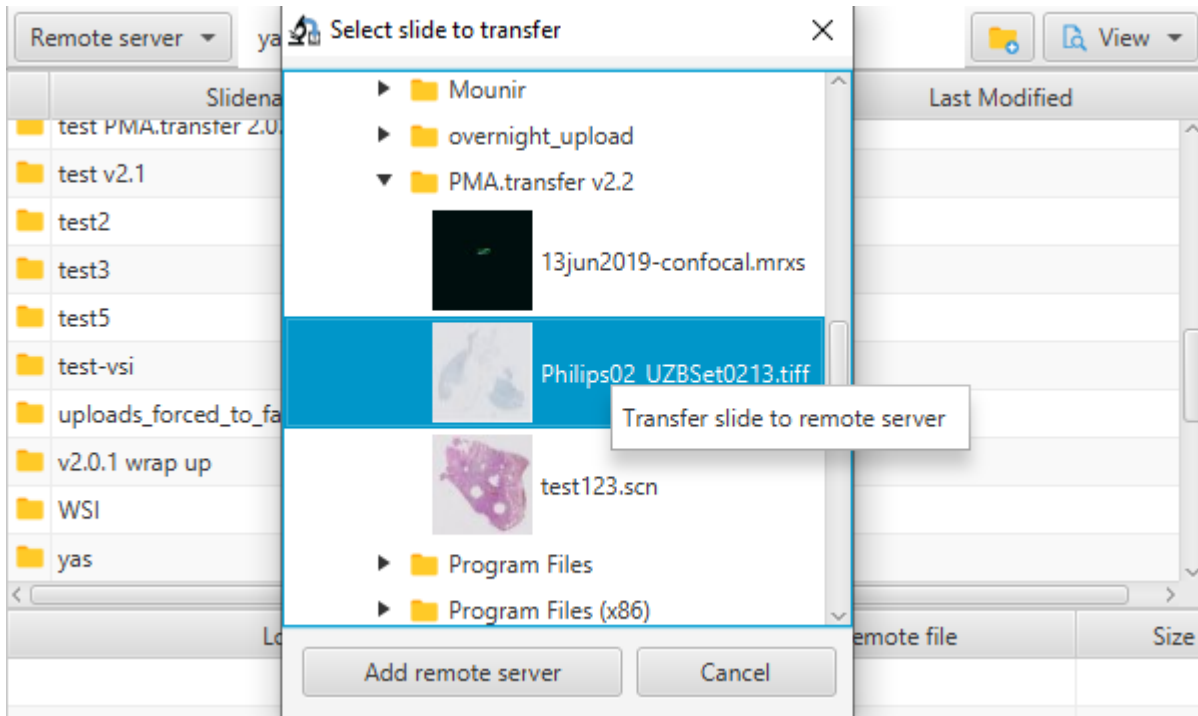 Remote server
ya
Select slide to transfer
View
Slidena
Last Modified
test PMA.transfer 2.0.
test v2.1
test2
test3
test5
test-vsi
uploads_forced_to_fa
v2.0.1 wrap up
WSI
yas
Mounir
overnight_upload
PMA.transfer v2.2
13jun2019-confocal.mrxs
Philips02_UZBSet0213.tiff
Transfer slide to remote server
test123.scn
Program Files
Program Files (x86)
Lo
emote file
Size
Add remote server
Cancel